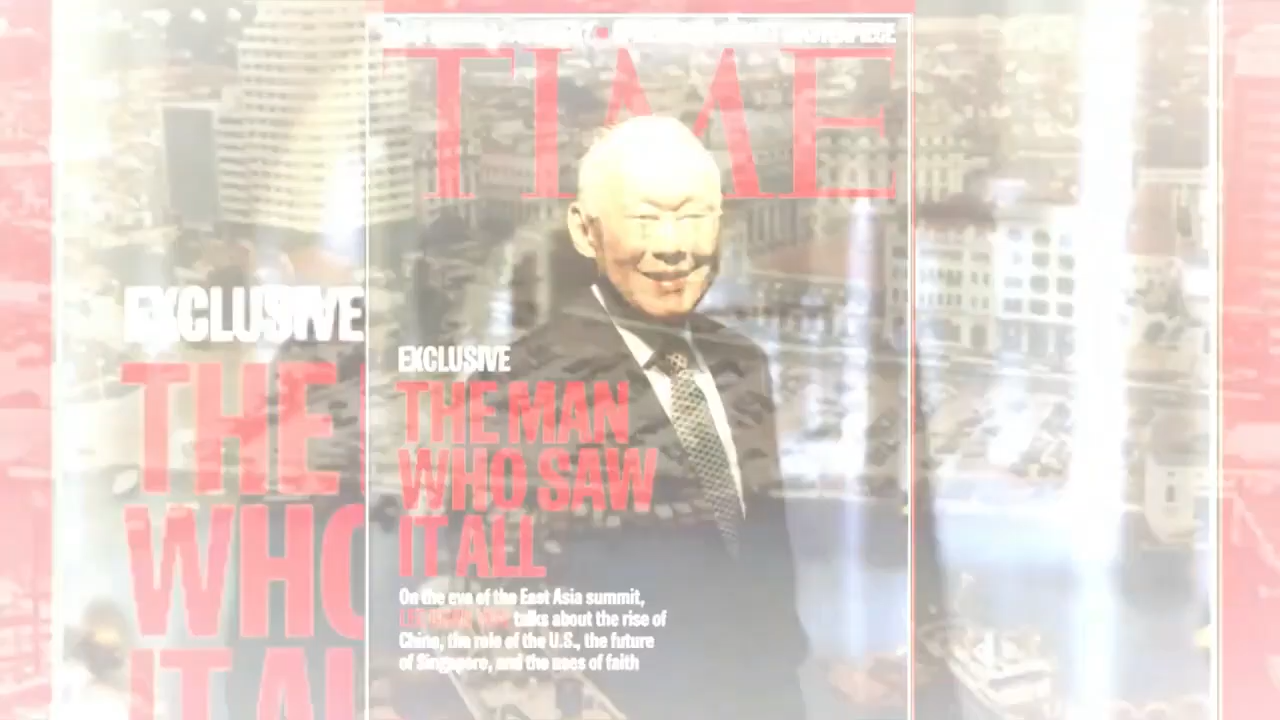 TIME
EXCLUSIVE
THE MAN
WHO SAW
IT ALL
On the eve of the East Asia summit,
talks about the rise of
China, the role of the U.S., the future
of Singapore, and the uses of faith
EXCLUSIVE
THE
WHO
IT AL